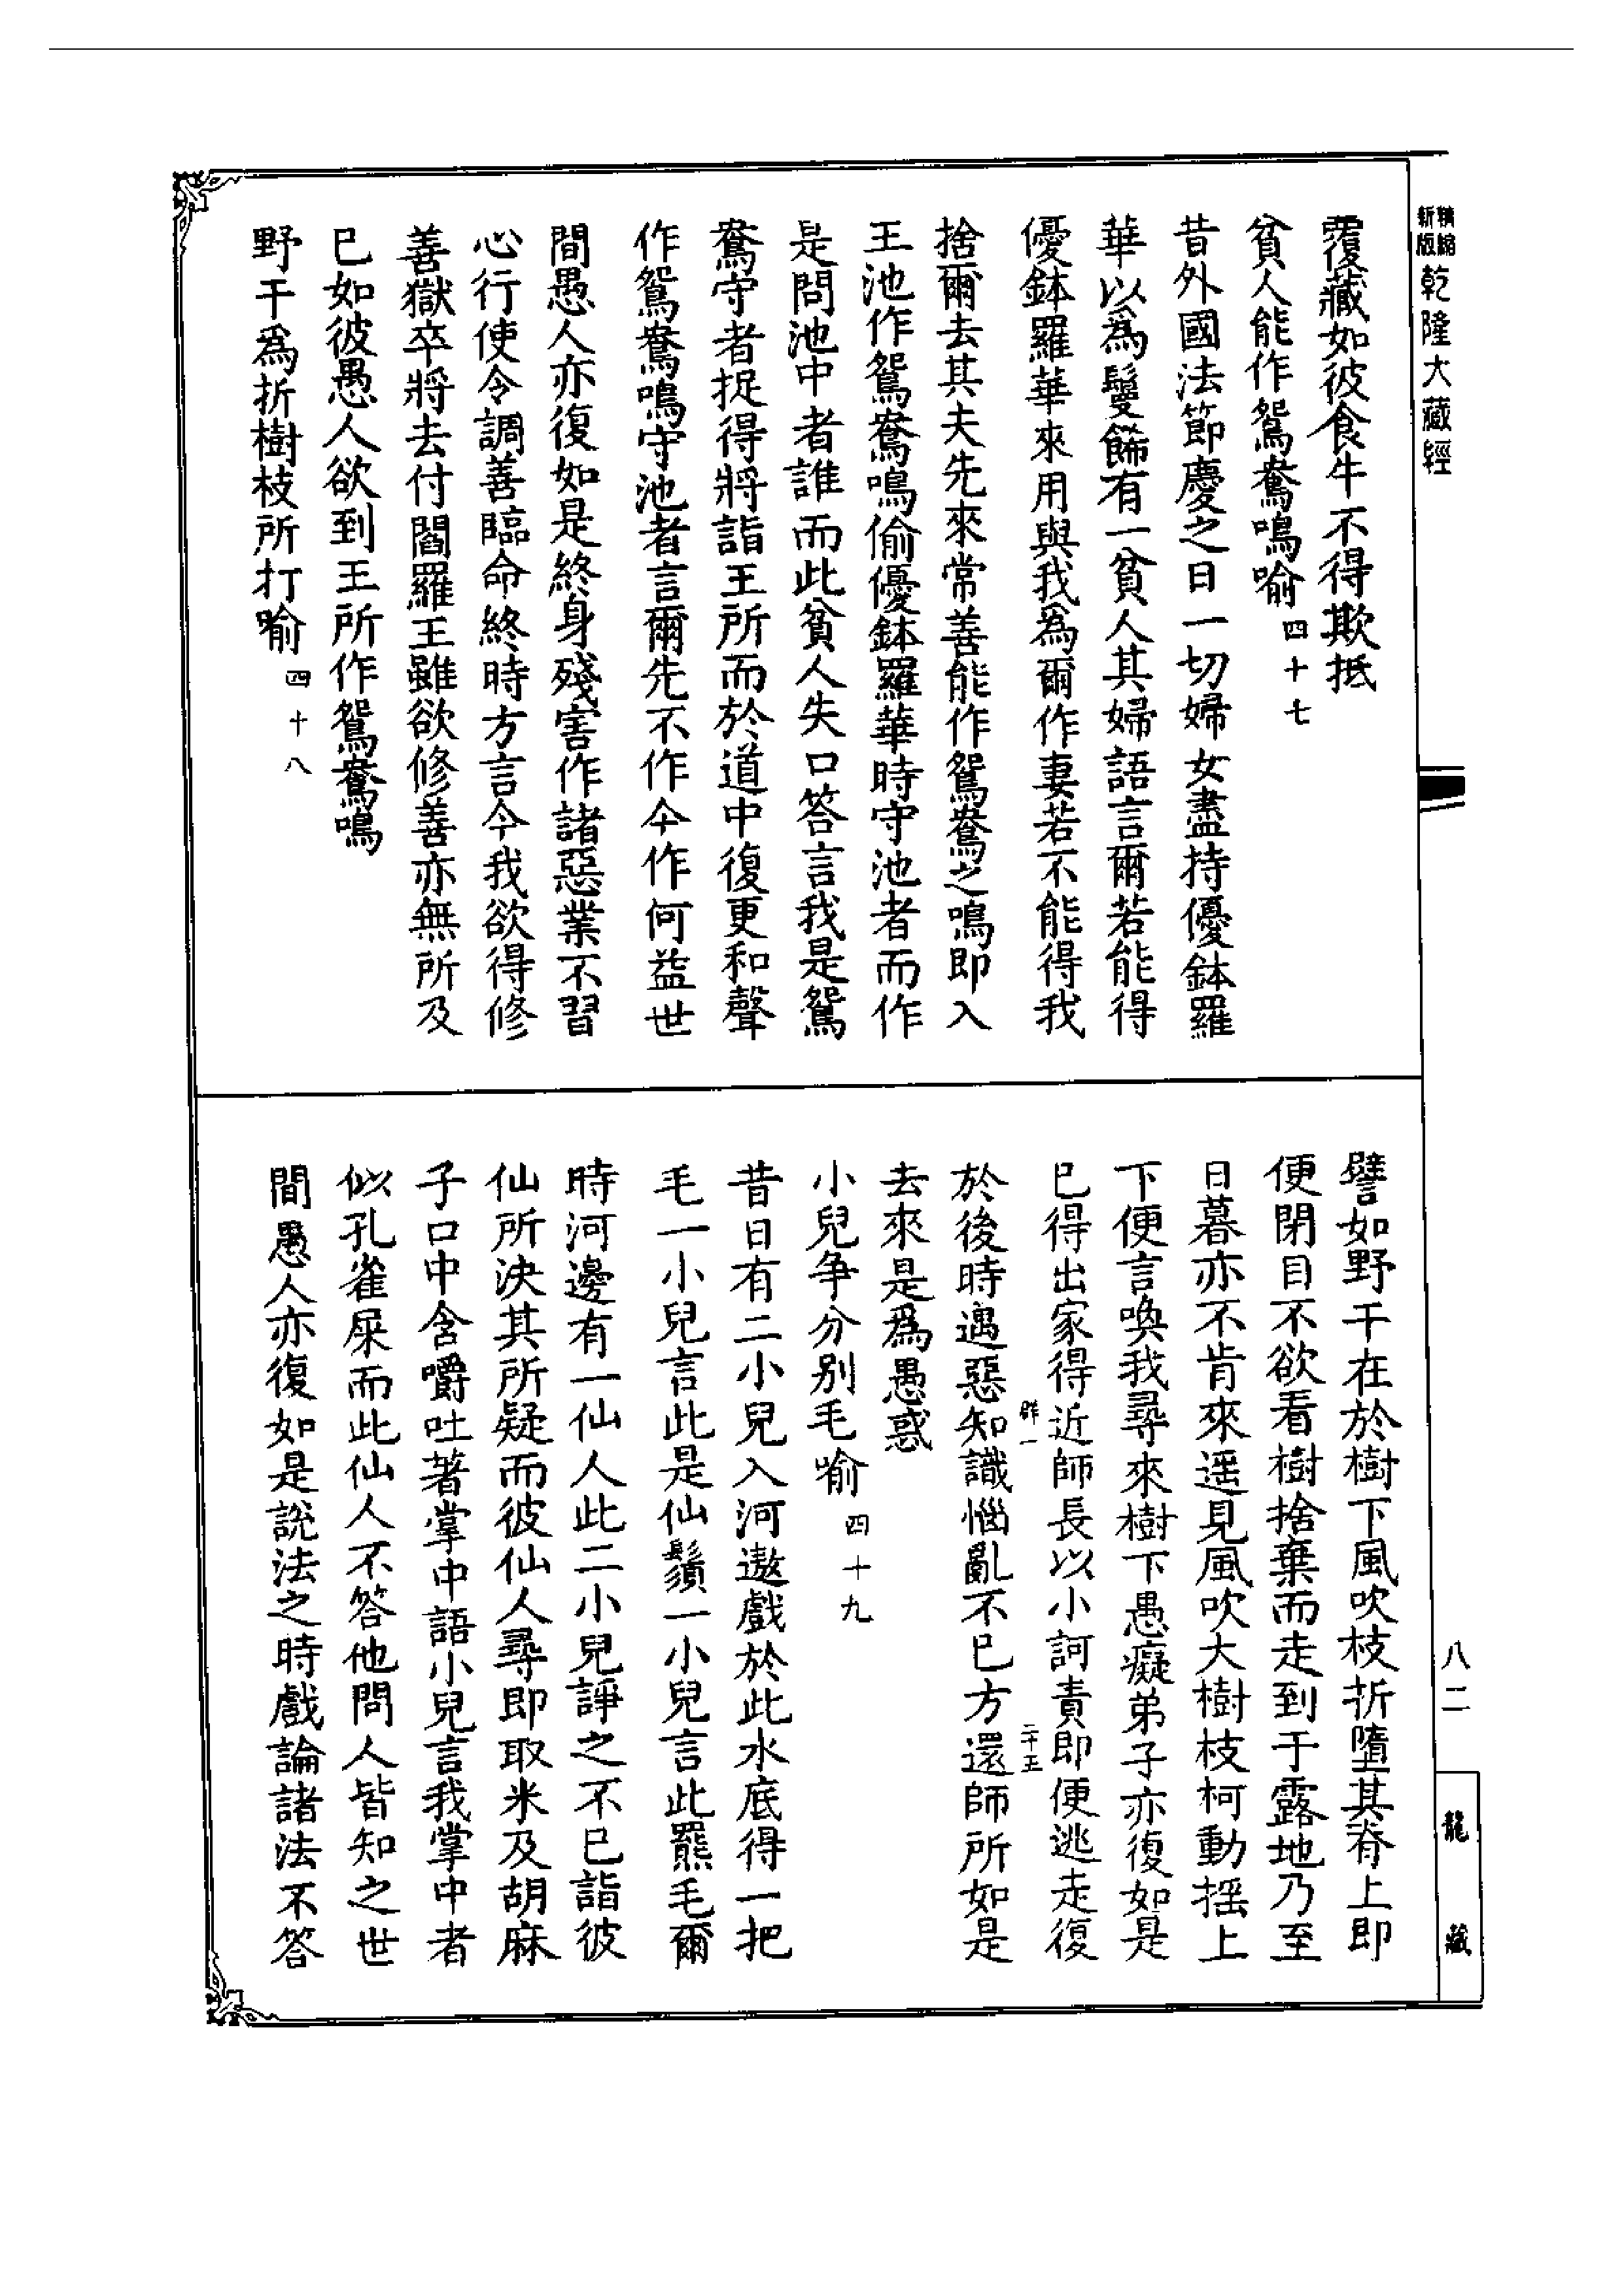 新版精縮乾隆大藏經
覆藏如彼食牛不得欺抵
貧人能作鴛鴦鳴喻四十七
昔外國法節慶之日一切婦女盡持優鉢羅
華以為鬘飾有一貧人其婦語言爾若能得
優鉢羅華來用與我為爾作妻若不能得我
捨爾去其夫先來常善能作鴛鴦之鳴即入
王池作鴛鴦鳴偷優鉢羅華時守池者而作
是問池中者誰而此貧人失口答言我是鴛
鴦守者捉得將詣王所而於道中復更和聲
作鴛鴦鳴守池者言爾先不作今作何益世
間愚人亦復如是終身殘害作諸惡業不習
心行使令調善臨命終時方言今我欲得修
善獄卒將去付閻羅王雖欲修善亦無所及
已如彼愚人欲到王所作鴛鴦鳴
野干為折樹枝所打喻四十八
譬如野干在於樹下風吹枝折墮其脊上即
便閉目不欲看樹捨棄而走到于露地乃至
日暮亦不肯來遥見風吹大樹枝柯動搖上
下便言喚我尋來樹下愚癡弟子亦復如是
已得出家得近師長以小訶責即便逃走復
於後時遇惡知識惱亂不已方還師所如是
去來是為愚惑
小兒争分別毛喻四十九
昔日有二小兒入河遨戲於此水底得一把
毛一小兒言此是仙鬚一小兒言此羆毛爾
時河邊有一仙人此二小兒諍之不已詣彼
仙所決其所疑而彼仙人尋即取米及胡麻
子口中含嚼吐著掌中語小兒言我掌中者
似孔雀屎而此仙人不答他問人皆知之世
間愚人亦復如是說法之時戲論諸法不答
八二
龍藏